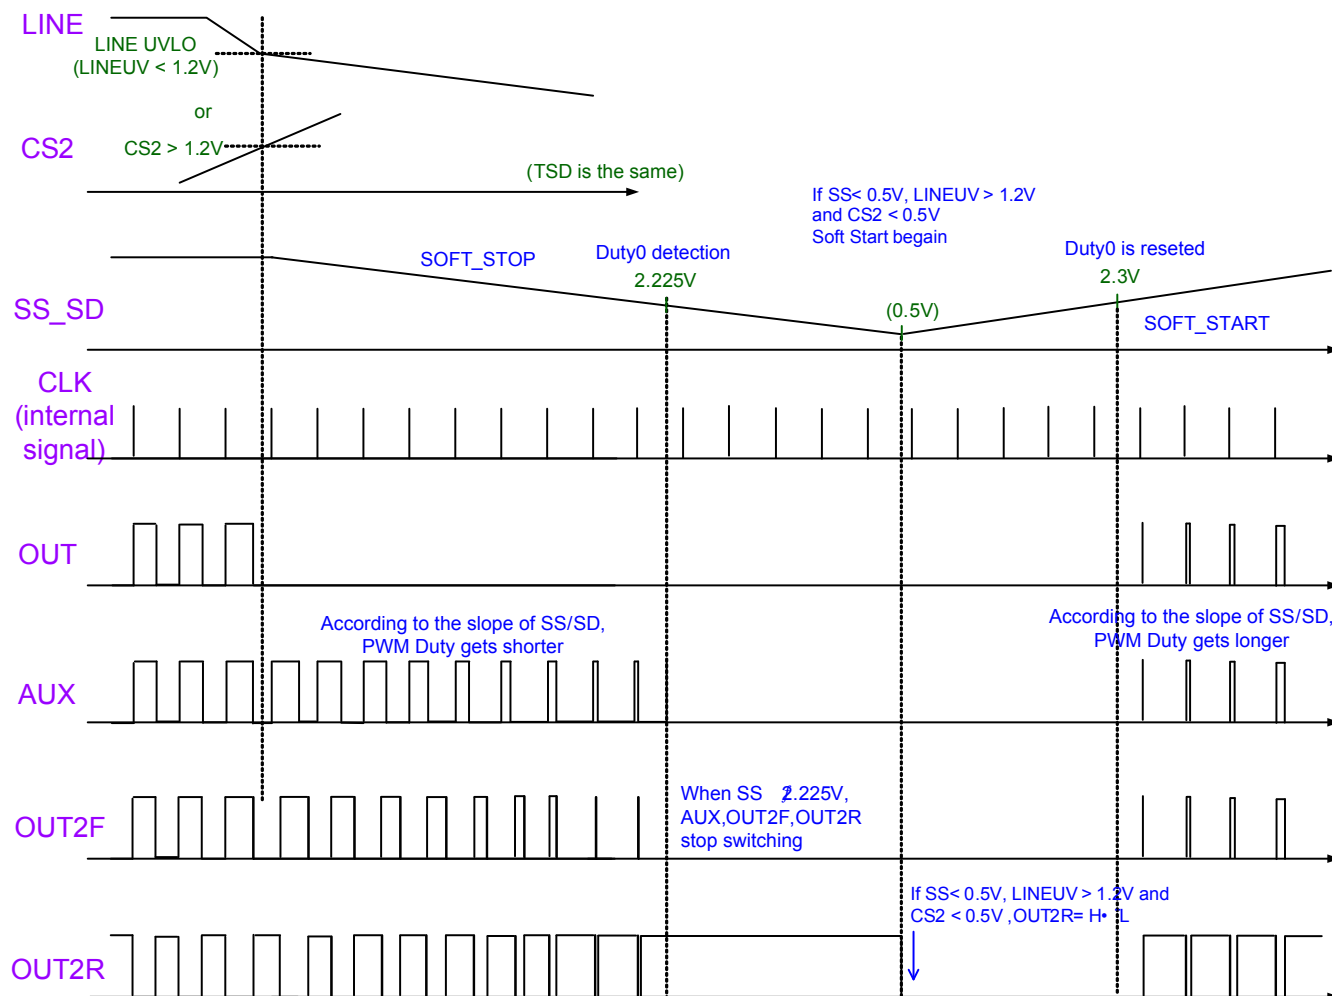 LINE
LINE UVLO
(LINEUV < 1.2V)
or
CS2
CS2 > 1.2V
(TSD is the same)
If SS< 0.5V, LINEUV > 1.2V
and CS2 < 0.5V
Soft Start begain
SOFT_STOP
Duty0 detection
2.225V
Duty0 is reseted
2.3V
(0.5V)
SS_SD
SOFT_START
CLK
(internal
signal)
OUT
According to the slope of SS/SD,
PWM Duty gets shorter
According to the slope of SS/SD,
PWM Duty gets longer
AUX
When SS 2.225V,
AUX,OUT2F,OUT2R
stop switching
OUT2F
If SS< 0.5V, LINEUV > 1.2V and
CS2 < 0.5V ,OUT2R= H• L
OUT2R